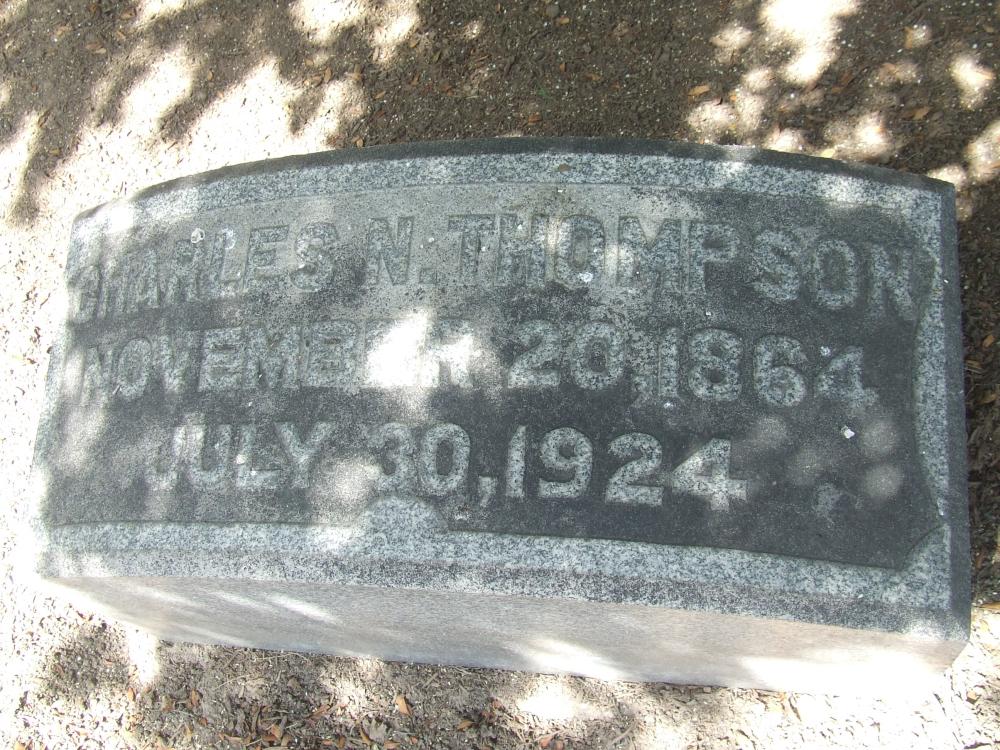 CHARLES N. THOMPSON
NOVEMBER 20, 1864
JULY 30, 1924